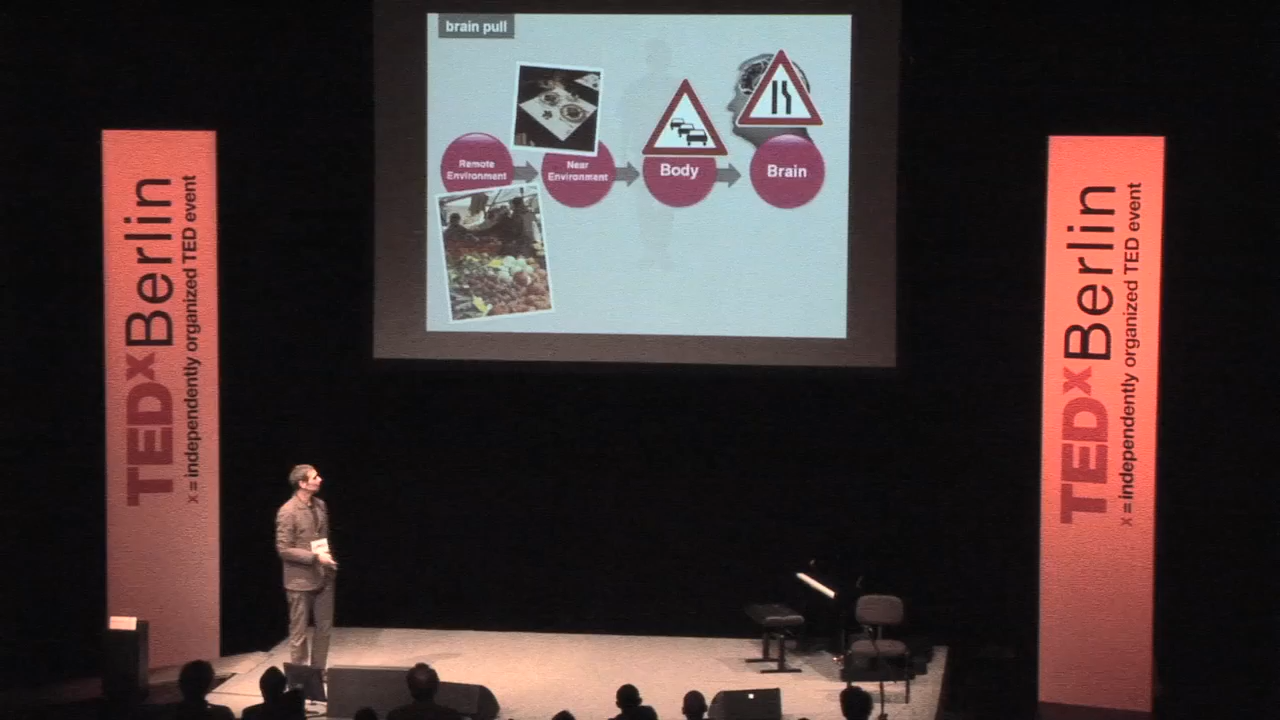 brain pull
Remote
Environment
Near
Environment
Body
Brain
TEDxBerlin
x = independently organized TED event
TEDxBerlin
x = independently organized TED event